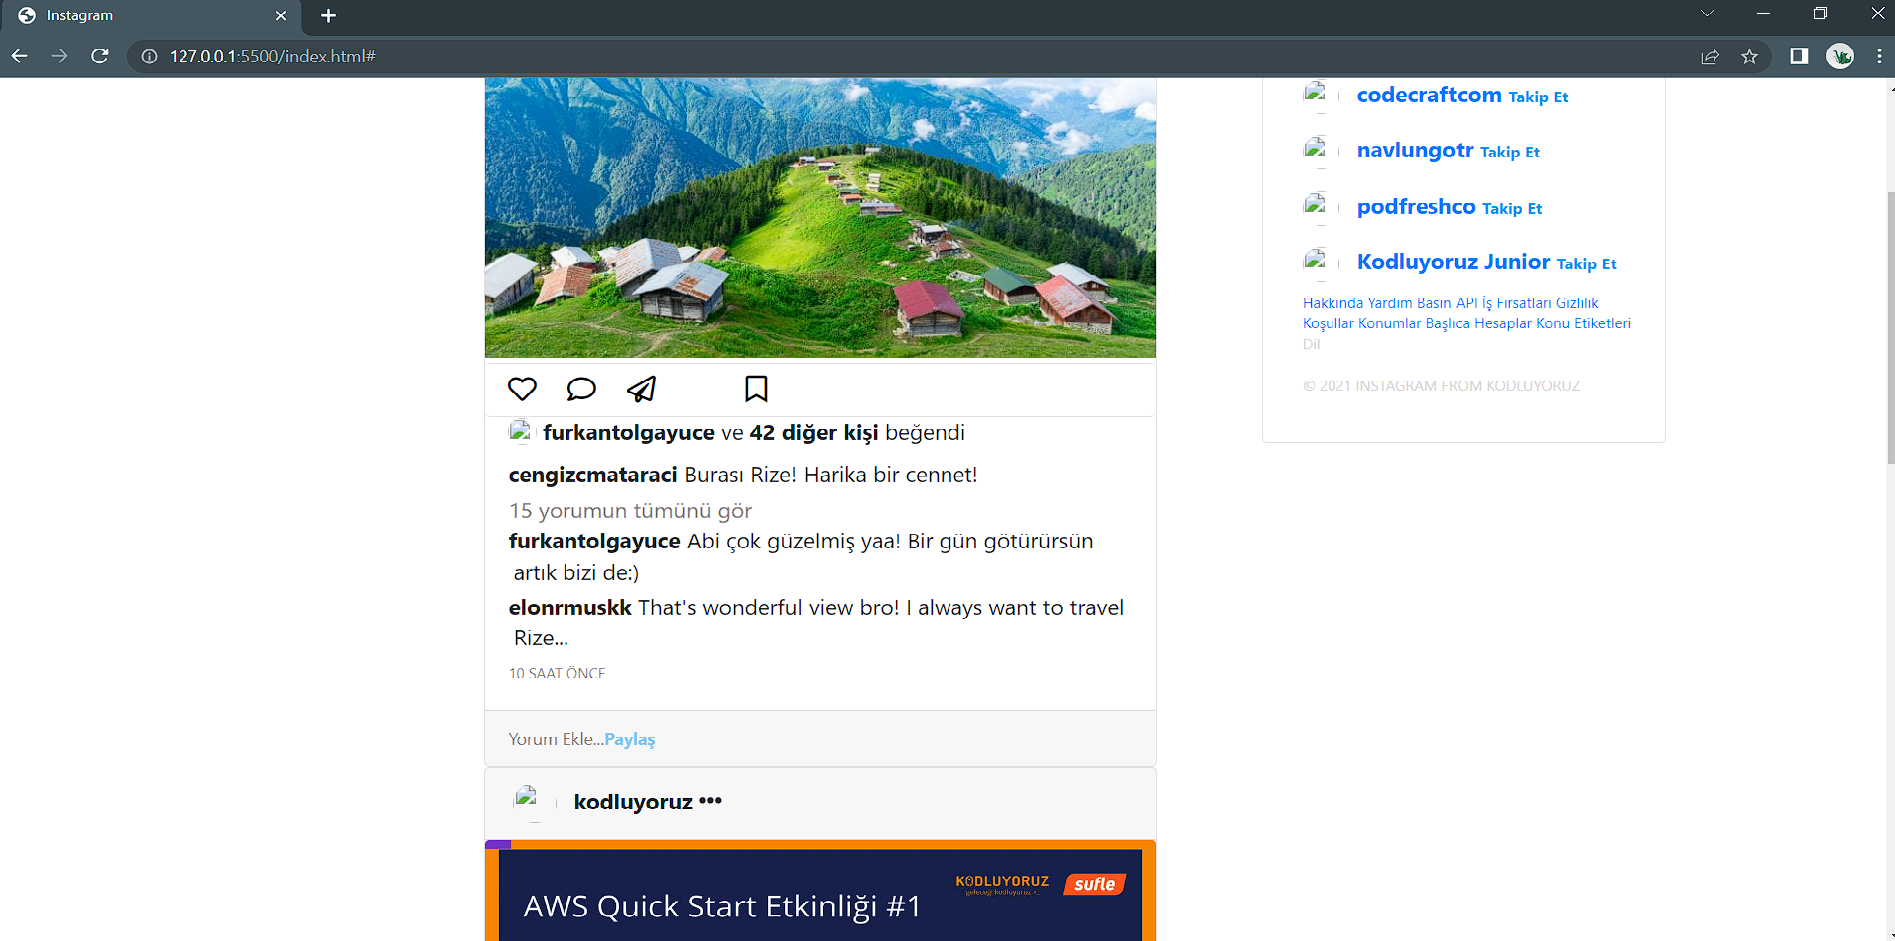 Instagram
127.0.0.1:5500/index.html#
codecraftcom Takip Et
navlungotr Takip Et
podfreshco Takip Et
Kodluyoruz Junior Takip Et
Hakkında Yardım Basın API İş Fırsatları Gizlilik
Koşullar Konumlar Başlıca Hesaplar Konu Etiketleri
Dil
© 2021 INSTAGRAM FROM KODLUYORUZ
furkantolgayuce ve 42 diğer kişi beğendi
cengizcmataraci Burası Rize! Harika bir cennet!
15 yorumun tümünü gör
furkantolgayuce Abi çok güzelmiş yaa! Bir gün götürürsün
artık bizi de:)
elonrmuskk That's wonderful view bro! I always want to travel
Rize...
10 SAAT ÖNCE
Yorum Ekle...Paylaş
kodluyoruz •••
KODLUYORUZ
geleceği kodluyoruz
sufle
AWS Quick Start Etkinliği #1